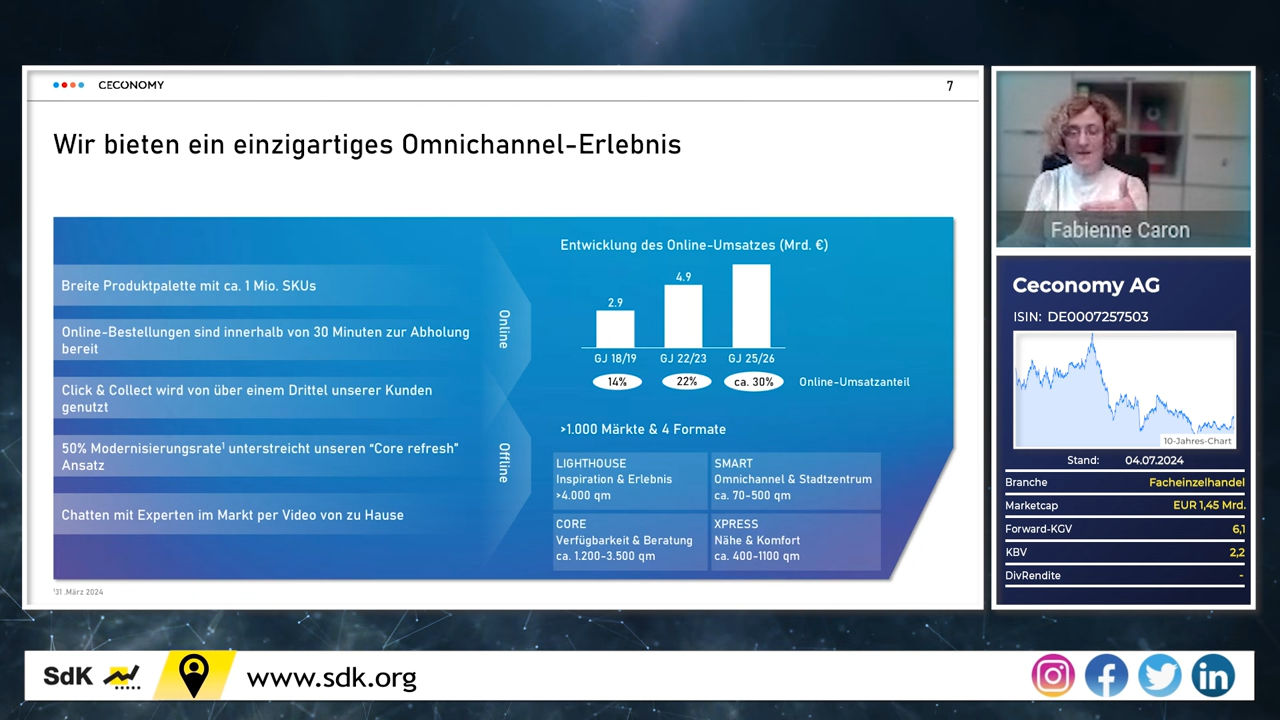 CECONOMY
7
Wir bieten ein einzigartiges Omnichannel-Erlebnis
Breite Produktpalette mit ca. 1 Mio. SKUs
Online-Bestellungen sind innerhalb von 30 Minuten zur Abholung
bereit
Click & Collect wird von über einem Drittel unserer Kunden
genutzt
50% Modernisierungsrate¹ unterstreicht unseren “Core refresh”
Ansatz
Chatten mit Experten im Markt per Video von zu Hause
Online
Offline
Entwicklung des Online-Umsatzes (Mrd. €)
2.9
4.9
GJ 18/19
GJ 22/23
GJ 25/26
14%
22%
ca. 30%
Online-Umsatzanteil
>1.000 Märkte & 4 Formate
LIGHTHOUSE
Inspiration & Erlebnis
>4.000 qm
SMART
Omnichannel & Stadtzentrum
ca. 70-500 qm
CORE
Verfügbarkeit & Beratung
ca. 1.200-3.500 qm
XPRESS
Nähe & Komfort
ca. 400-1100 qm
¹31 .März 2024
Fabienne Caron
Ceconomy AG
ISIN: DE0007257503
10-Jahres-Chart
Stand: 04.07.2024
Branche Facheinzelhandel
Marketcap EUR 1,45 Mrd.
Forward-KGV 6,1
KBV 2,2
DivRendite -
SdK
www.sdk.org